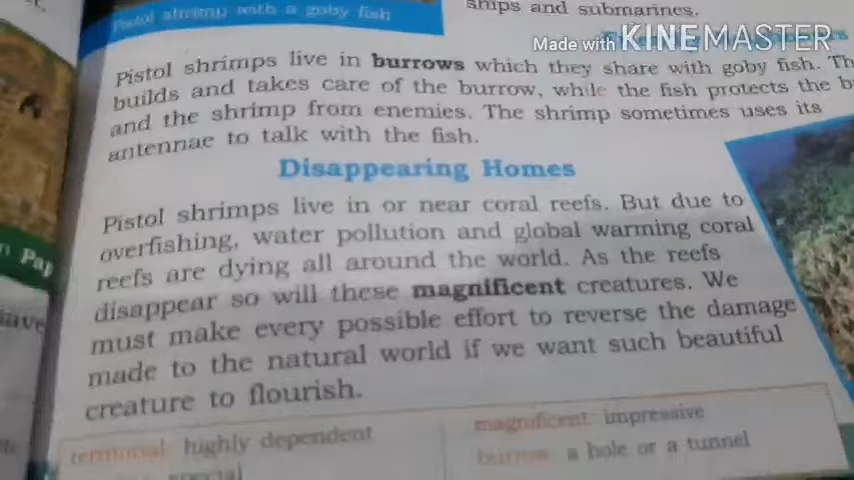 Pistol shrimp with a goby fish
ships and submarines.
Made with KINEMASTER
Pistol shrimps live in burrows which they share with goby fish. Th
builds and takes care of the burrow, while the fish protects the b
and the shrimp from enemies. The shrimp sometimes uses its
antennae to talk with the fish.
Disappearing Homes
Pistol shrimps live in or near coral reefs. But due to
overfishing, water pollution and global warming coral
reefs are dying all around the world. As the reefs
disappear so will these magnificent creatures. We
must make every possible effort to reverse the damage
made to the natural world if we want such beautiful
creature to flourish.
territorial highly dependent
special
magnificent impressive
burrow a hole or a tunnel
n Pap